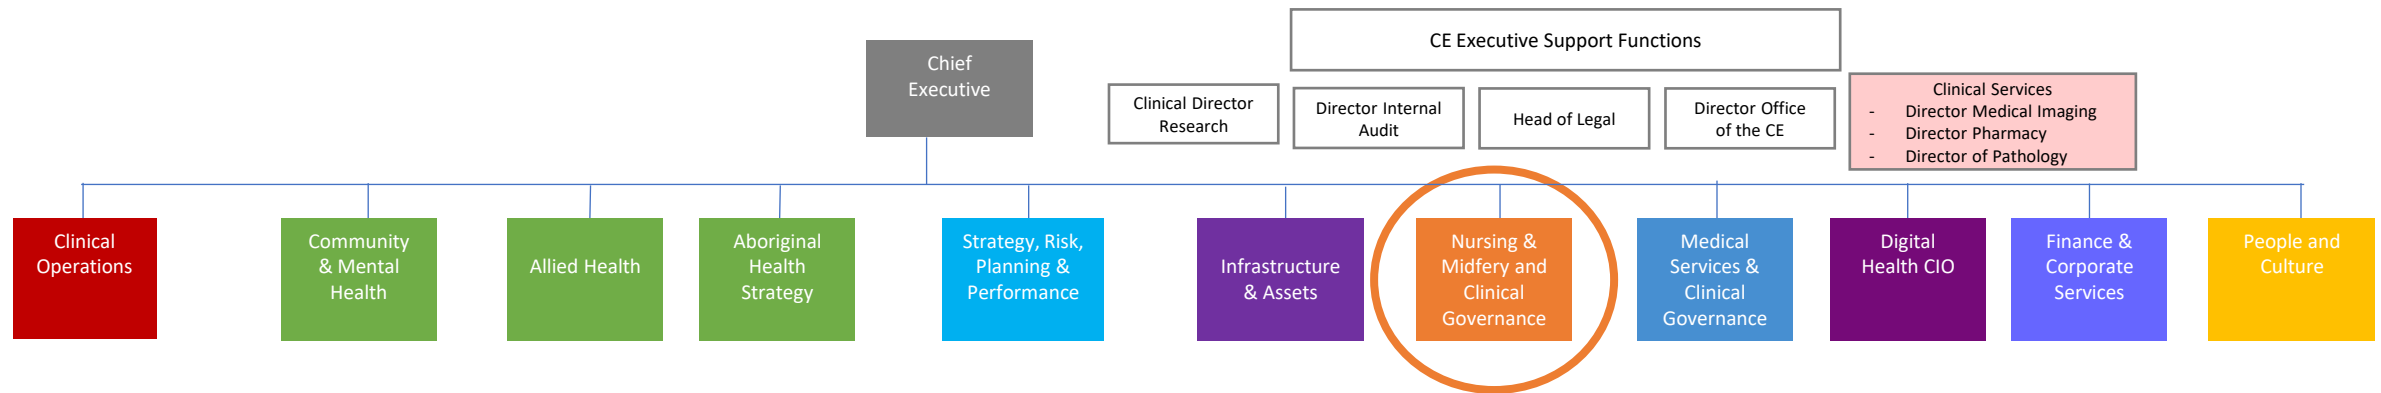 CE Executive Support Functions
Chief
Executive
Clinical Director
Research
Director Internal
Audit
Head of Legal
Director Office
of the CE
Clinical Services
- Director Medical Imaging
- Director Pharmacy
- Director of Pathology
Clinical
Operations
Community
& Mental
Health
Allied Health
Aboriginal
Health
Strategy
Strategy, Risk,
Planning &
Performance
Infrastructure
& Assets
Nursing &
Midfery and
Clinical
Governance
Medical
Services &
Clinical
Governance
Digital
Health CIO
Finance &
Corporate
Services
People and
Culture